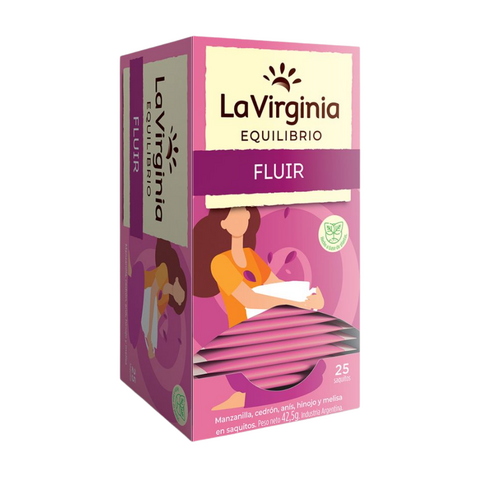 LaVirginia
EQUILIBRIO
FLUIR
LaVirginia
EQUILIBRIO
FLUIR
25
saquitos
Manzanilla, cedrón, anís, hinojo y melisa
en saquitos. Peso neto 42,5g. Industria Argentina.